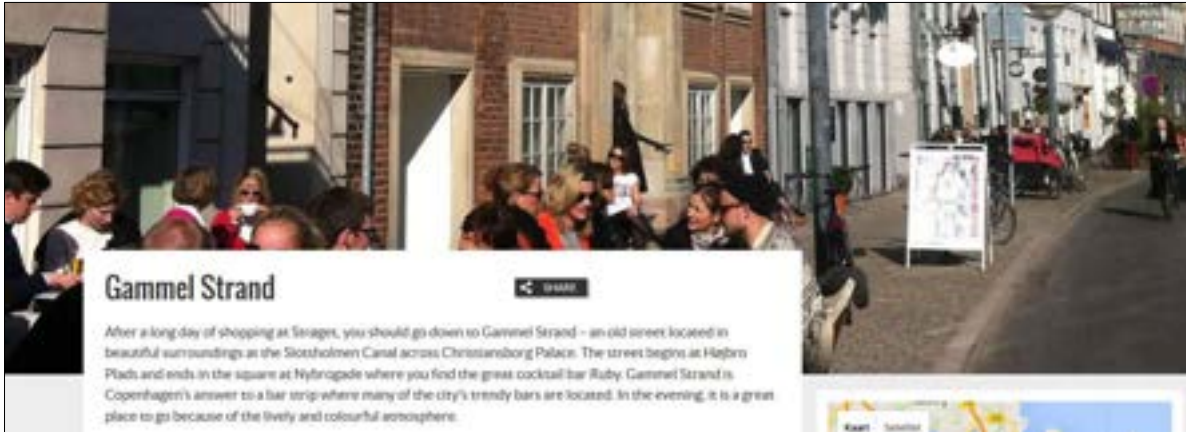 Gammel Strand
SHARE
After a long day of shopping at Strøget, you should go down to Gammel Strand – an old street located in
beautiful surroundings at the Slotsholmen Canal across Christiansborg Palace. The street begins at Højbro
Plads and ends in the square at Nybrogade where you find the great cocktail bar Ruby. Gammel Strand is
Copenhagen's answer to a bar strip where many of the city's trendy bars are located. In the evening, it is a great
place to go because of the lively and colourful atmosphere.
Kaart Satelliet